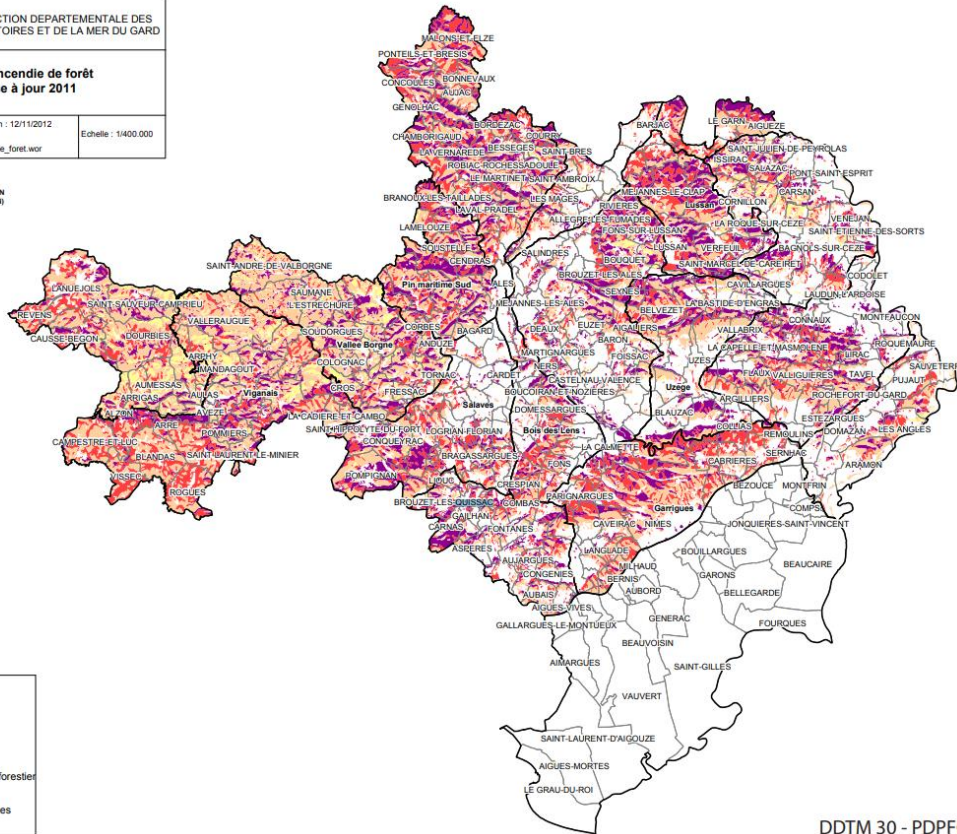 CTION DEPARTEMENTALE DES
TOIRES ET DE LA MER DU GARD
ncendie de forêt
e à jour 2011
n : 12/11/2012
Echelle : 1/400.000
e_foret.wor
N
MALONS-ET-ELZE
PONTEILS-ET-BRESIS
CONCOULES
BONNEVAUX
AUJAC
GENOLHAC
BORDEZAC
COURRY
CHAMBORIGAUD
LA VERNAREDE
BESSEGES
SAINT-BRES
ROBIAC-ROCHESSADOULE
LE MARTINET
SAINT-AMBROIX
BRANOUX-LES-TAILLADES
LES MAGES
LAVAL-PRADEL
LAMELOUZE
SOUSTELLE
CENDRAS
Pin maritime Sud
ALES
SALINDRES
BARJAC
LE GARN
AIGUEZE
SAINT-JULIEN-DE-PEYROLAS
ISSIRAC
SALAZAC
PONT-SAINT-ESPRIT
MEJANNES-LE-CLAP
CARSAN
RIVIERES
Lussan
CORNILLON
ALLEGRE-LES-FUMADES
VENEJAN
FONS-SUR-LUSSAN
LA ROQUE-SUR-CEZE
SAINT-ETIENNE-DES-SORTS
LUSSAN
VERFEUIL
BAGNOLS-SUR-CEZE
BOUQUET
SAINT-MARCEL-DE-CAREIRET
BROUZET-LES-ALES
CODOLET
SEYNES
CAVILLARGUES
LAUDUN-L'ARDOISE
MEJANNES-LES-ALES
BELVEZET
LA BASTIDE-D'ENGRAS
CONNAUX
MONTFAUCON
SAINT-ANDRE-DE-VALBORGNE
LANUEJOLS
SAUMANE
SAINT-SAUVEUR-CAMPRIEU
L'ESTRECHURE
REVENS
VALLERAUGUE
SOUDORGUES
CORBES
BAGARD
DEAUX
EUZET
AIGALIERS
VALLABRIX
ROQUEMAURE
CAUSSE-BEGON
DOURBIES
Vallée Borgne
ANDUZE
BARON
LA CAPELLE-ET-MASMOLENE
LIRAC
ARPHY
COLOGNAC
MARTIGNARGUES
FOISSAC
UZES
SAUVETERRE
MANDAGOUT
NERS
TORNAC
CARDET
FLAUX
VALLIGUIERES
TAVEL
PUJAUT
AUMESSAS
AULAS
Viganais
CROS
FRESSAC
CASTELNAU-VALENCE
Uzège
ARRIGAS
BOUCOIRAN-ET-NOZIERES
ARGILLIERS
ROCHEFORT-DU-GARD
ALZON
AVEZE
LA CADIERE-ET-CAMBO
Salaves
DOMESSARGUES
BLAUZAC
ESTEZARGUES
ARRE
POMMIERS
SAINT-HIPPOLYTE-DU-FORT
LOGRIAN-FLORIAN
Bois des Lens
COLLIAS
DOMAZAN
LES ANGLES
CAMPESTRE-ET-LUC
CONQUEYRAC
LA CALMETTE
REMOULINS
BLANDAS
SAINT-LAURENT-LE-MINIER
BRAGASSARGUES
FONS
CABRIERES
SERNHAC
ARAMON
VISSEC
POMPIGNAN
LIOUC
CRESPIAN
ROGUES
BROUZET-LES-QUISSAC
COMBAS
PARIGNARGUES
BEZOUCE
MONTFRIN
GAILHAN
Garrigues
COMPS
CARNAS
FONTANES
CAVEIRAC
NIMES
JONQUIERES-SAINT-VINCENT
ASPERES
LANGLADE
BOUILLARGUES
AUJARGUES
MILHAUD
BEAUCAIRE
CONGENIES
BERNIS
GARONS
AUBAIS
AUBORD
BELLEGARDE
AIGUES-VIVES
GENERAC
FOURQUES
GALLARGUES-LE-MONTUEUX
BEAUVOISIN
AIMARGUES
SAINT-GILLES
VAUVERT
SAINT-LAURENT-D'AIGOUZE
AIGUES-MORTES
LE GRAU-DU-ROI
forestier
es
DDTM 30 - PDPF